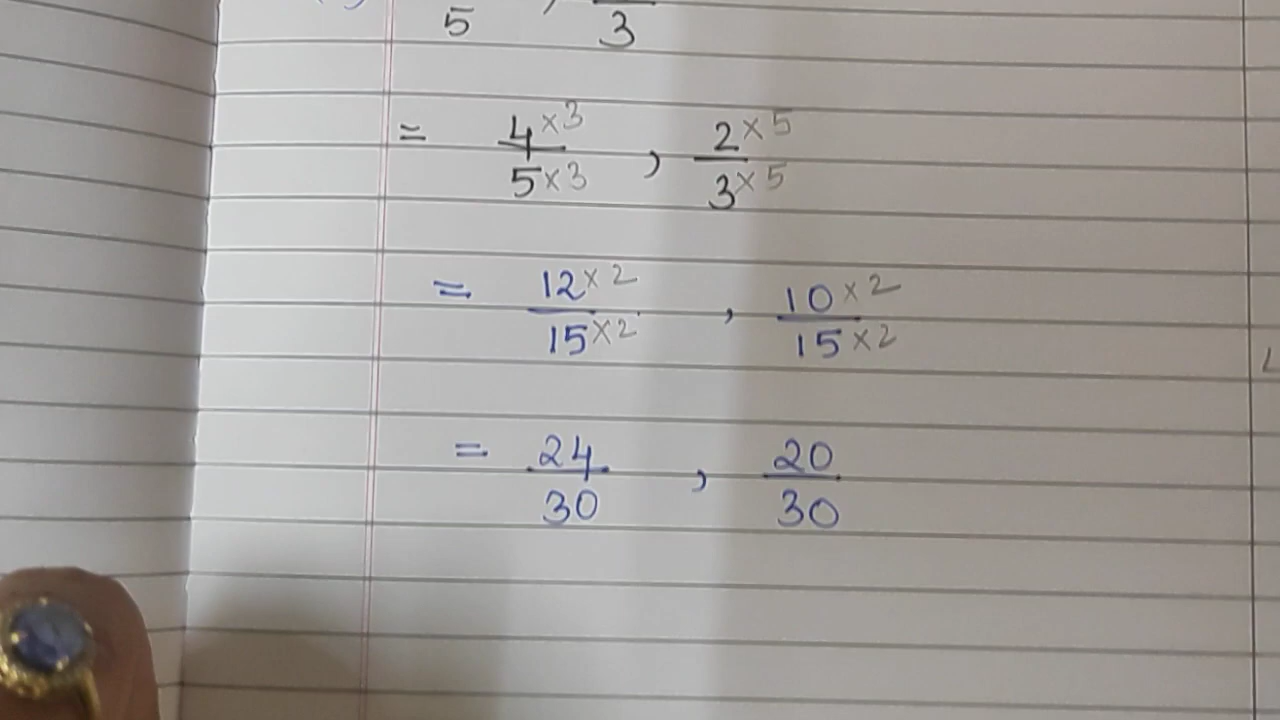 5 , 3
= 4×3/5×3 , 2×5/3×5
= 12×2/15×2 , 10×2/15×2
= 24/30 , 20/30